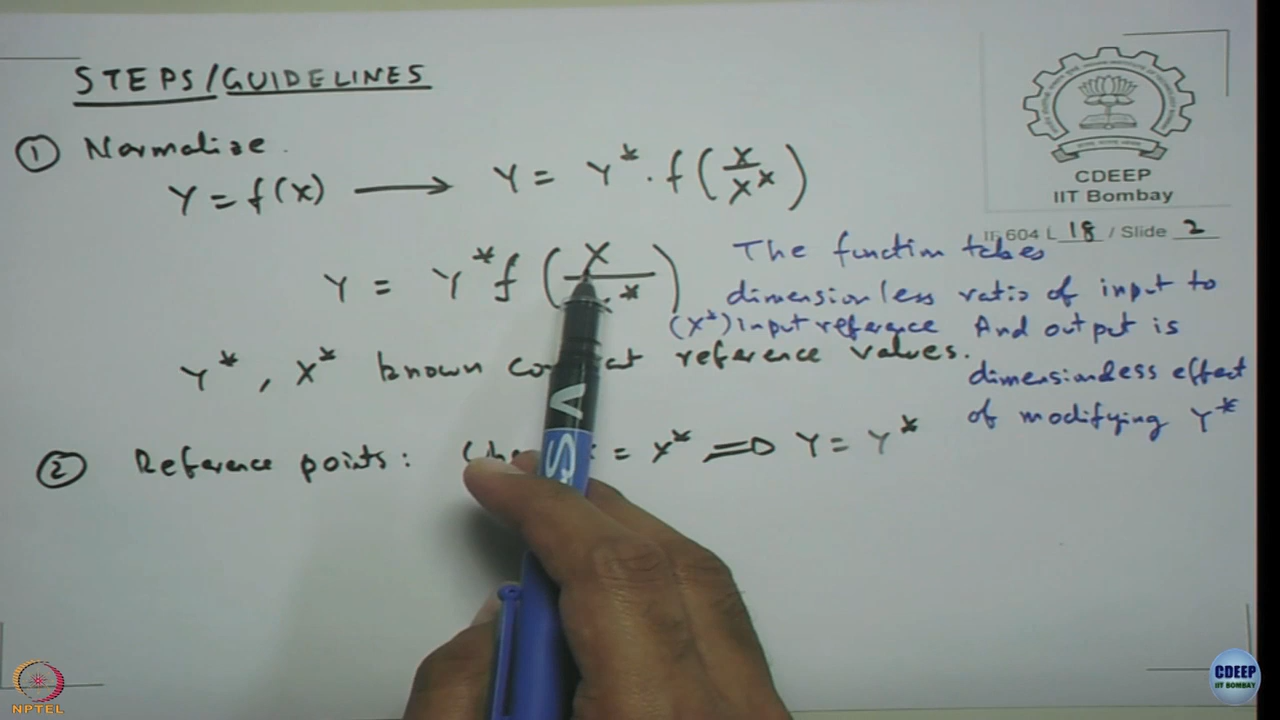 STEPS/GUIDELINES
① Normalize.
Y = f(X) ⟶ Y = Y* . f(X/X*)
Y = Y* f(X/ *)
The function takes
dimensionless ratio of input to
(X*) input reference And output is
dimensionless effect
of modifying Y*
Y*, X* known reference values.
② Reference points: = X* ⟹ Y = Y*
CDEEP
IIT Bombay
IE 604 L 18 / Slide 2
NPTEL
CDEEP
IIT BOMBAY